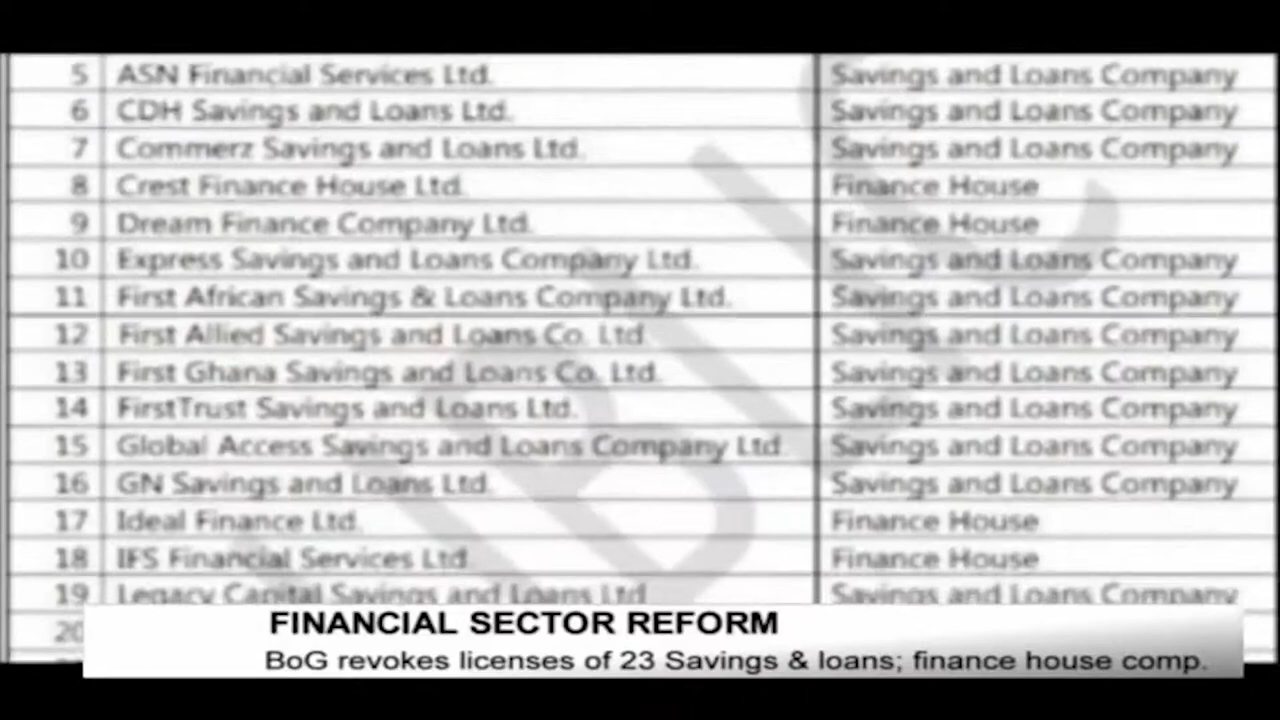 5 ASN Financial Services Ltd. Savings and Loans Company
6 CDH Savings and Loans Ltd. Savings and Loans Company
7 Commerz Savings and Loans Ltd. Savings and Loans Company
8 Crest Finance House Ltd. Finance House
9 Dream Finance Company Ltd. Finance House
10 Express Savings and Loans Company Ltd. Savings and Loans Company
11 First African Savings & Loans Company Ltd. Savings and Loans Company
12 First Allied Savings and Loans Co. Ltd. Savings and Loans Company
13 First Ghana Savings and Loans Co. Ltd. Savings and Loans Company
14 FirstTrust Savings and Loans Ltd. Savings and Loans Company
15 Global Access Savings and Loans Company Ltd. Savings and Loans Company
16 GN Savings and Loans Ltd. Savings and Loans Company
17 Ideal Finance Ltd. Finance House
18 IFS Financial Services Ltd Finance House
19 Legacy Capital Savings and Loans Ltd Savings and Loans Company
20
FINANCIAL SECTOR REFORM
BoG revokes licenses of 23 Savings & loans; finance house comp.